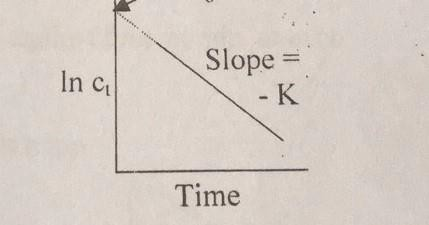 Slope =
ln cₜ
- K
Time